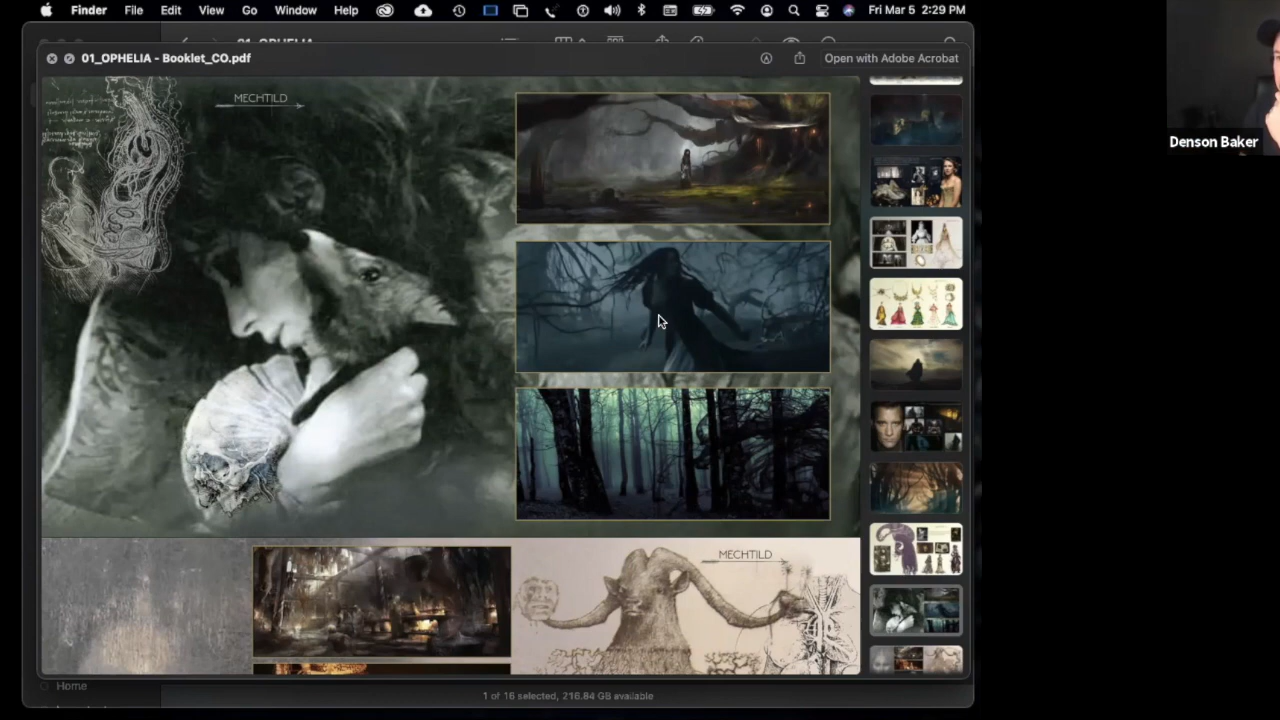 Finder File Edit View Go Window Help Fri Mar 5 2:29 PM
01_OPHELIA - Booklet_CO.pdf Open with Adobe Acrobat
MECHTILD
MECHTILD
Denson Baker
Home
1 of 16 selected, 216.84 GB available